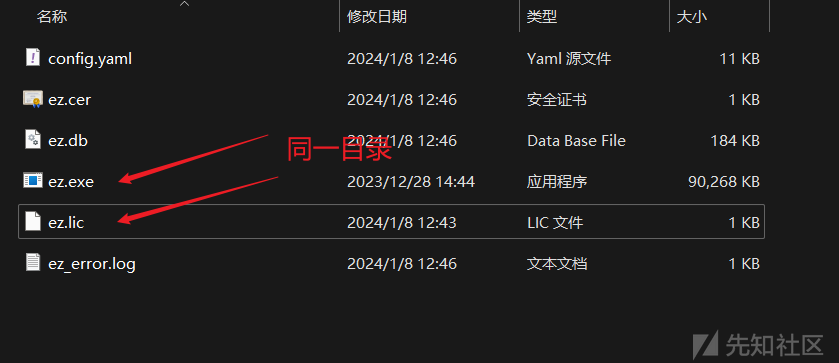 名称 修改日期 类型 大小
config.yaml 2024/1/8 12:46 Yaml 源文件 11 KB
ez.cer 2024/1/8 12:46 安全证书 1 KB
ez.db 2024/1/8 12:46 Data Base File 184 KB
同一目录
ez.exe 2023/12/28 14:44 应用程序 90,268 KB
ez.lic 2024/1/8 12:43 LIC 文件 1 KB
ez_error.log 2024/1/8 12:46 文本文档 1 KB
先知社区